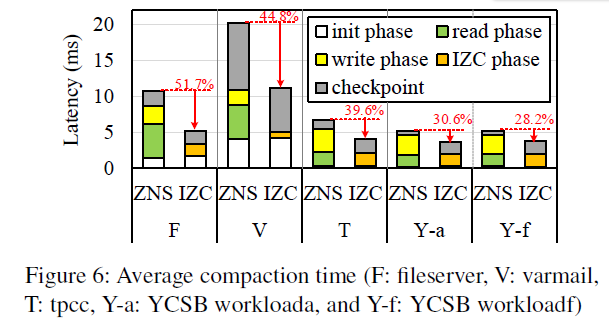 20
15
10
5
0
Latency (ms)
init phase
read phase
write phase
IZC phase
checkpoint
51.7%
44.8%
39.6%
30.6%
28.2%
ZNS IZC ZNS IZC ZNS IZC ZNS IZC ZNS IZC
F V T Y-a Y-f
Figure 6: Average compaction time (F: fileserver, V: varmail,
T: tpcc, Y-a: YCSB workloada, and Y-f: YCSB workloadf)